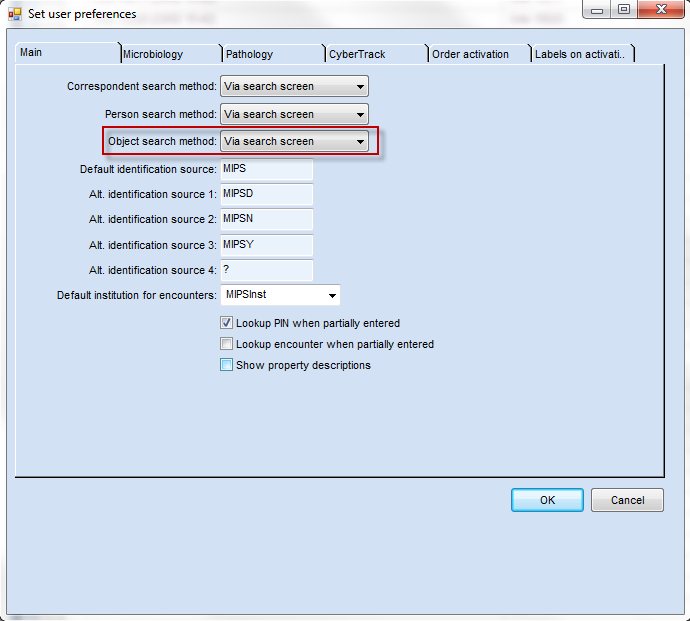 Set user preferences
Main Microbiology Pathology CyberTrack Order activation Labels on activati..
Correspondent search method: Via search screen
Person search method: Via search screen
Object search method: Via search screen
Default identification source: MIPS
Alt. identification source 1: MIPSD
Alt. identification source 2: MIPSN
Alt. identification source 3: MIPSY
Alt. identification source 4: ?
Default institution for encounters: MIPSInst
Lookup PIN when partially entered
Lookup encounter when partially entered
Show property descriptions
OK Cancel